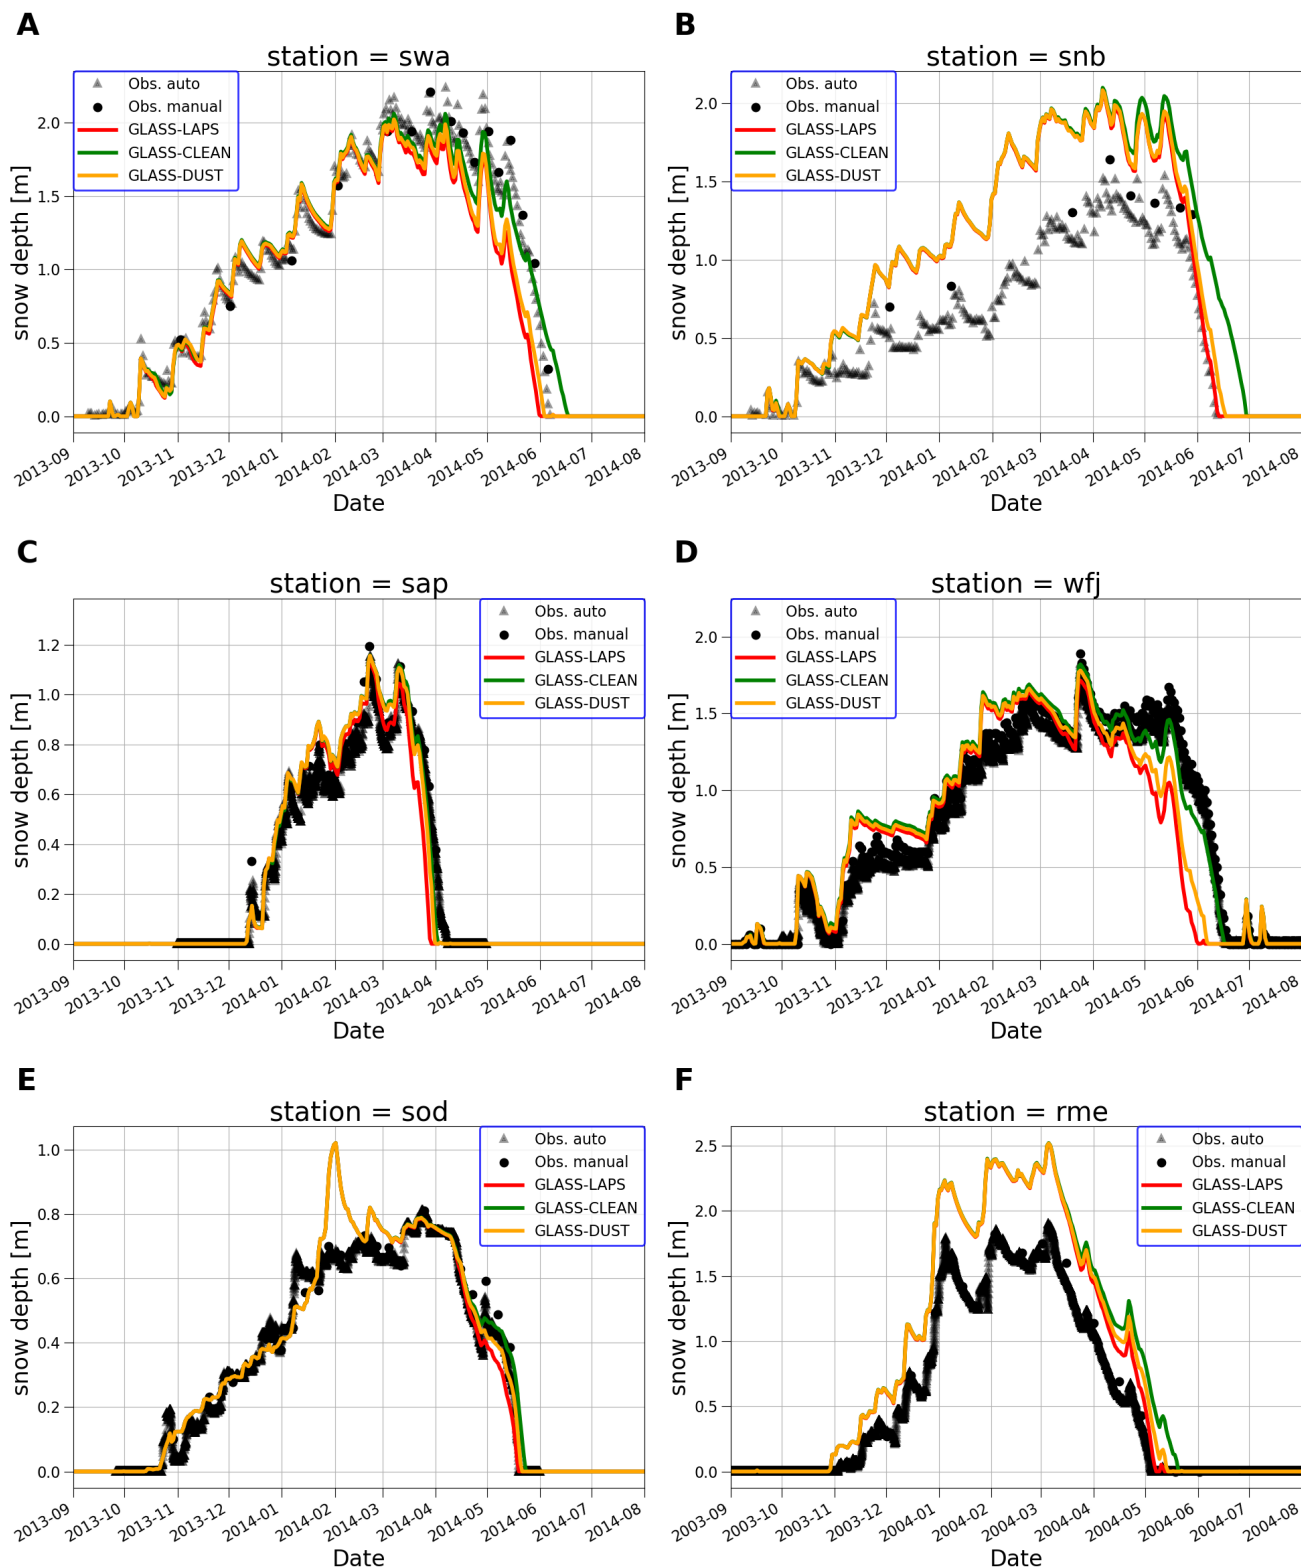 A
station = swa
Obs. auto
Obs. manual
GLASS-LAPS
GLASS-CLEAN
GLASS-DUST
snow depth [m]
2.0
1.5
1.0
0.5
0.0
2013-09
2013-10
2013-11
2013-12
2014-01
2014-02
2014-03
2014-04
2014-05
2014-06
2014-07
2014-08
Date
B
station = snb
Obs. auto
Obs. manual
GLASS-LAPS
GLASS-CLEAN
GLASS-DUST
snow depth [m]
2.0
1.5
1.0
0.5
0.0
2013-09
2013-10
2013-11
2013-12
2014-01
2014-02
2014-03
2014-04
2014-05
2014-06
2014-07
2014-08
Date
C
station = sap
Obs. auto
Obs. manual
GLASS-LAPS
GLASS-CLEAN
GLASS-DUST
snow depth [m]
1.2
1.0
0.8
0.6
0.4
0.2
0.0
2013-09
2013-10
2013-11
2013-12
2014-01
2014-02
2014-03
2014-04
2014-05
2014-06
2014-07
2014-08
Date
D
station = wfj
Obs. auto
Obs. manual
GLASS-LAPS
GLASS-CLEAN
GLASS-DUST
snow depth [m]
2.0
1.5
1.0
0.5
0.0
2013-09
2013-10
2013-11
2013-12
2014-01
2014-02
2014-03
2014-04
2014-05
2014-06
2014-07
2014-08
Date
E
station = sod
Obs. auto
Obs. manual
GLASS-LAPS
GLASS-CLEAN
GLASS-DUST
snow depth [m]
1.0
0.8
0.6
0.4
0.2
0.0
2013-09
2013-10
2013-11
2013-12
2014-01
2014-02
2014-03
2014-04
2014-05
2014-06
2014-07
2014-08
Date
F
station = rme
Obs. auto
Obs. manual
GLASS-LAPS
GLASS-CLEAN
GLASS-DUST
snow depth [m]
2.5
2.0
1.5
1.0
0.5
0.0
2003-09
2003-10
2003-11
2003-12
2004-01
2004-02
2004-03
2004-04
2004-05
2004-06
2004-07
2004-08
Date